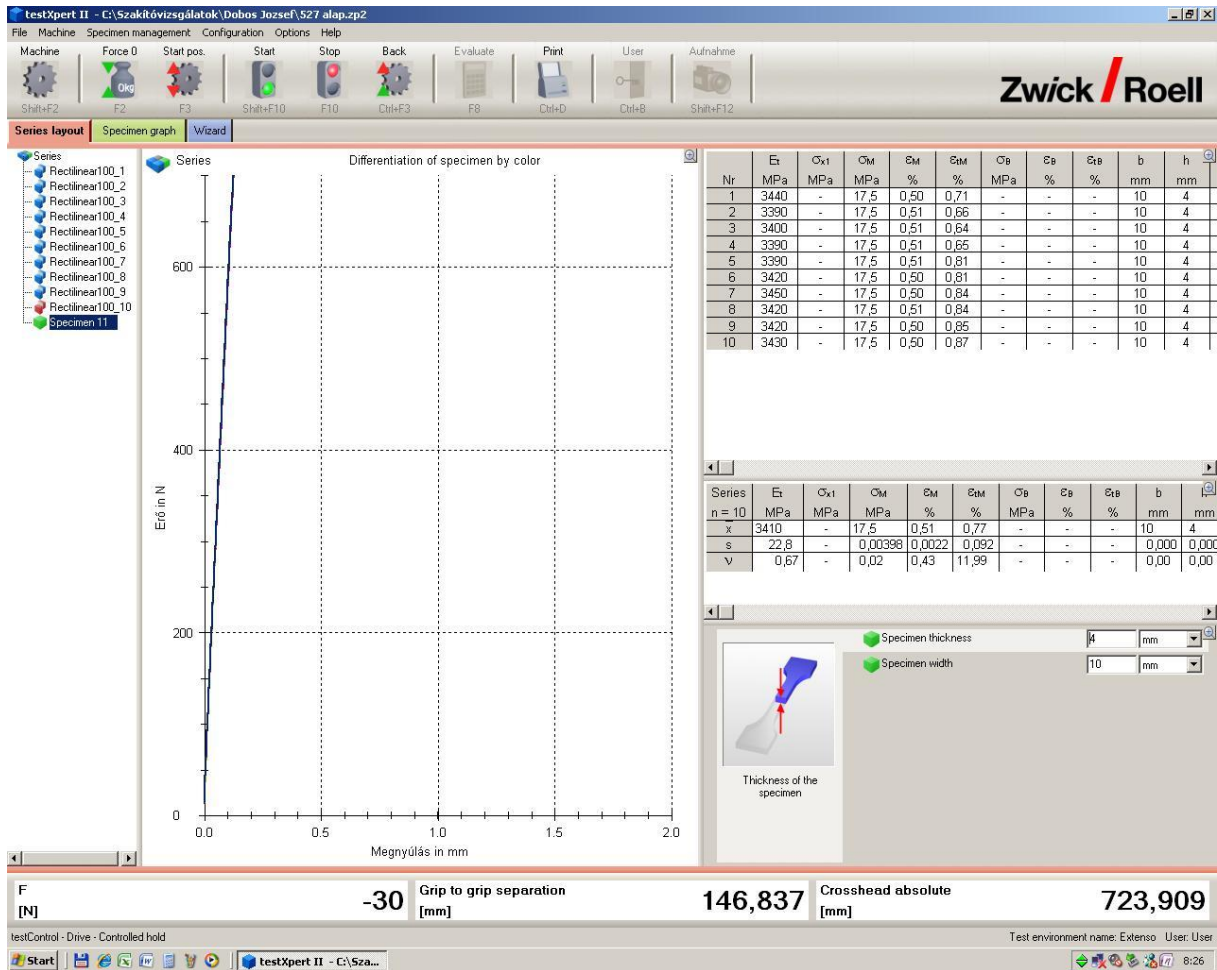 testXpert II - C:\Szakítóvizsgálatok\Dobos Jozsef\527 alap.zp2
File Machine Specimen management Configuration Options Help
Machine Force 0 Start pos. Start Stop Back Evaluate Print User Aufnahme
0kg
Shift+F2 F2 F3 Shift+F10 F10 Ctrl+F3 F8 Ctrl+D Ctrl+B Shift+F12
Zwick / Roell
Series layout Specimen graph Wizard
Series
Rectilinear100_1
Rectilinear100_2
Rectilinear100_3
Rectilinear100_4
Rectilinear100_5
Rectilinear100_6
Rectilinear100_7
Rectilinear100_8
Rectilinear100_9
Rectilinear100_10
Specimen 11
Series Differentiation of specimen by color
Erő in N
600
400
200
0
0.0 0.5 1.0 1.5 2.0
Megnyúlás in mm
Et σx1 σM εM εtM σB εB εtB b h
Nr MPa MPa MPa % % MPa % % mm mm
1 3440 - 17,5 0,50 0,71 - - - 10 4
2 3390 - 17,5 0,51 0,66 - - - 10 4
3 3400 - 17,5 0,51 0,64 - - - 10 4
4 3390 - 17,5 0,51 0,65 - - - 10 4
5 3390 - 17,5 0,51 0,81 - - - 10 4
6 3420 - 17,5 0,50 0,81 - - - 10 4
7 3450 - 17,5 0,50 0,84 - - - 10 4
8 3420 - 17,5 0,51 0,84 - - - 10 4
9 3420 - 17,5 0,50 0,85 - - - 10 4
10 3430 - 17,5 0,50 0,87 - - - 10 4
Series Et σx1 σM εM εtM σB εB εtB b h
n = 10 MPa MPa MPa % % MPa % % mm mm
x̄ 3410 - 17,5 0,51 0,77 - - - 10 4
s 22,8 - 0,00398 0,0022 0,092 - - - 0,000 0,000
ν 0,67 - 0,02 0,43 11,99 - - - 0,00 0,00
Specimen thickness 4 mm
Specimen width 10 mm
Thickness of the
specimen
F
[N]
-30
Grip to grip separation
[mm]
146,837
Crosshead absolute
[mm]
723,909
testControl - Drive - Controlled hold Test environment name: Extenso User: User
Start testXpert II - C:\Sza... 8:26